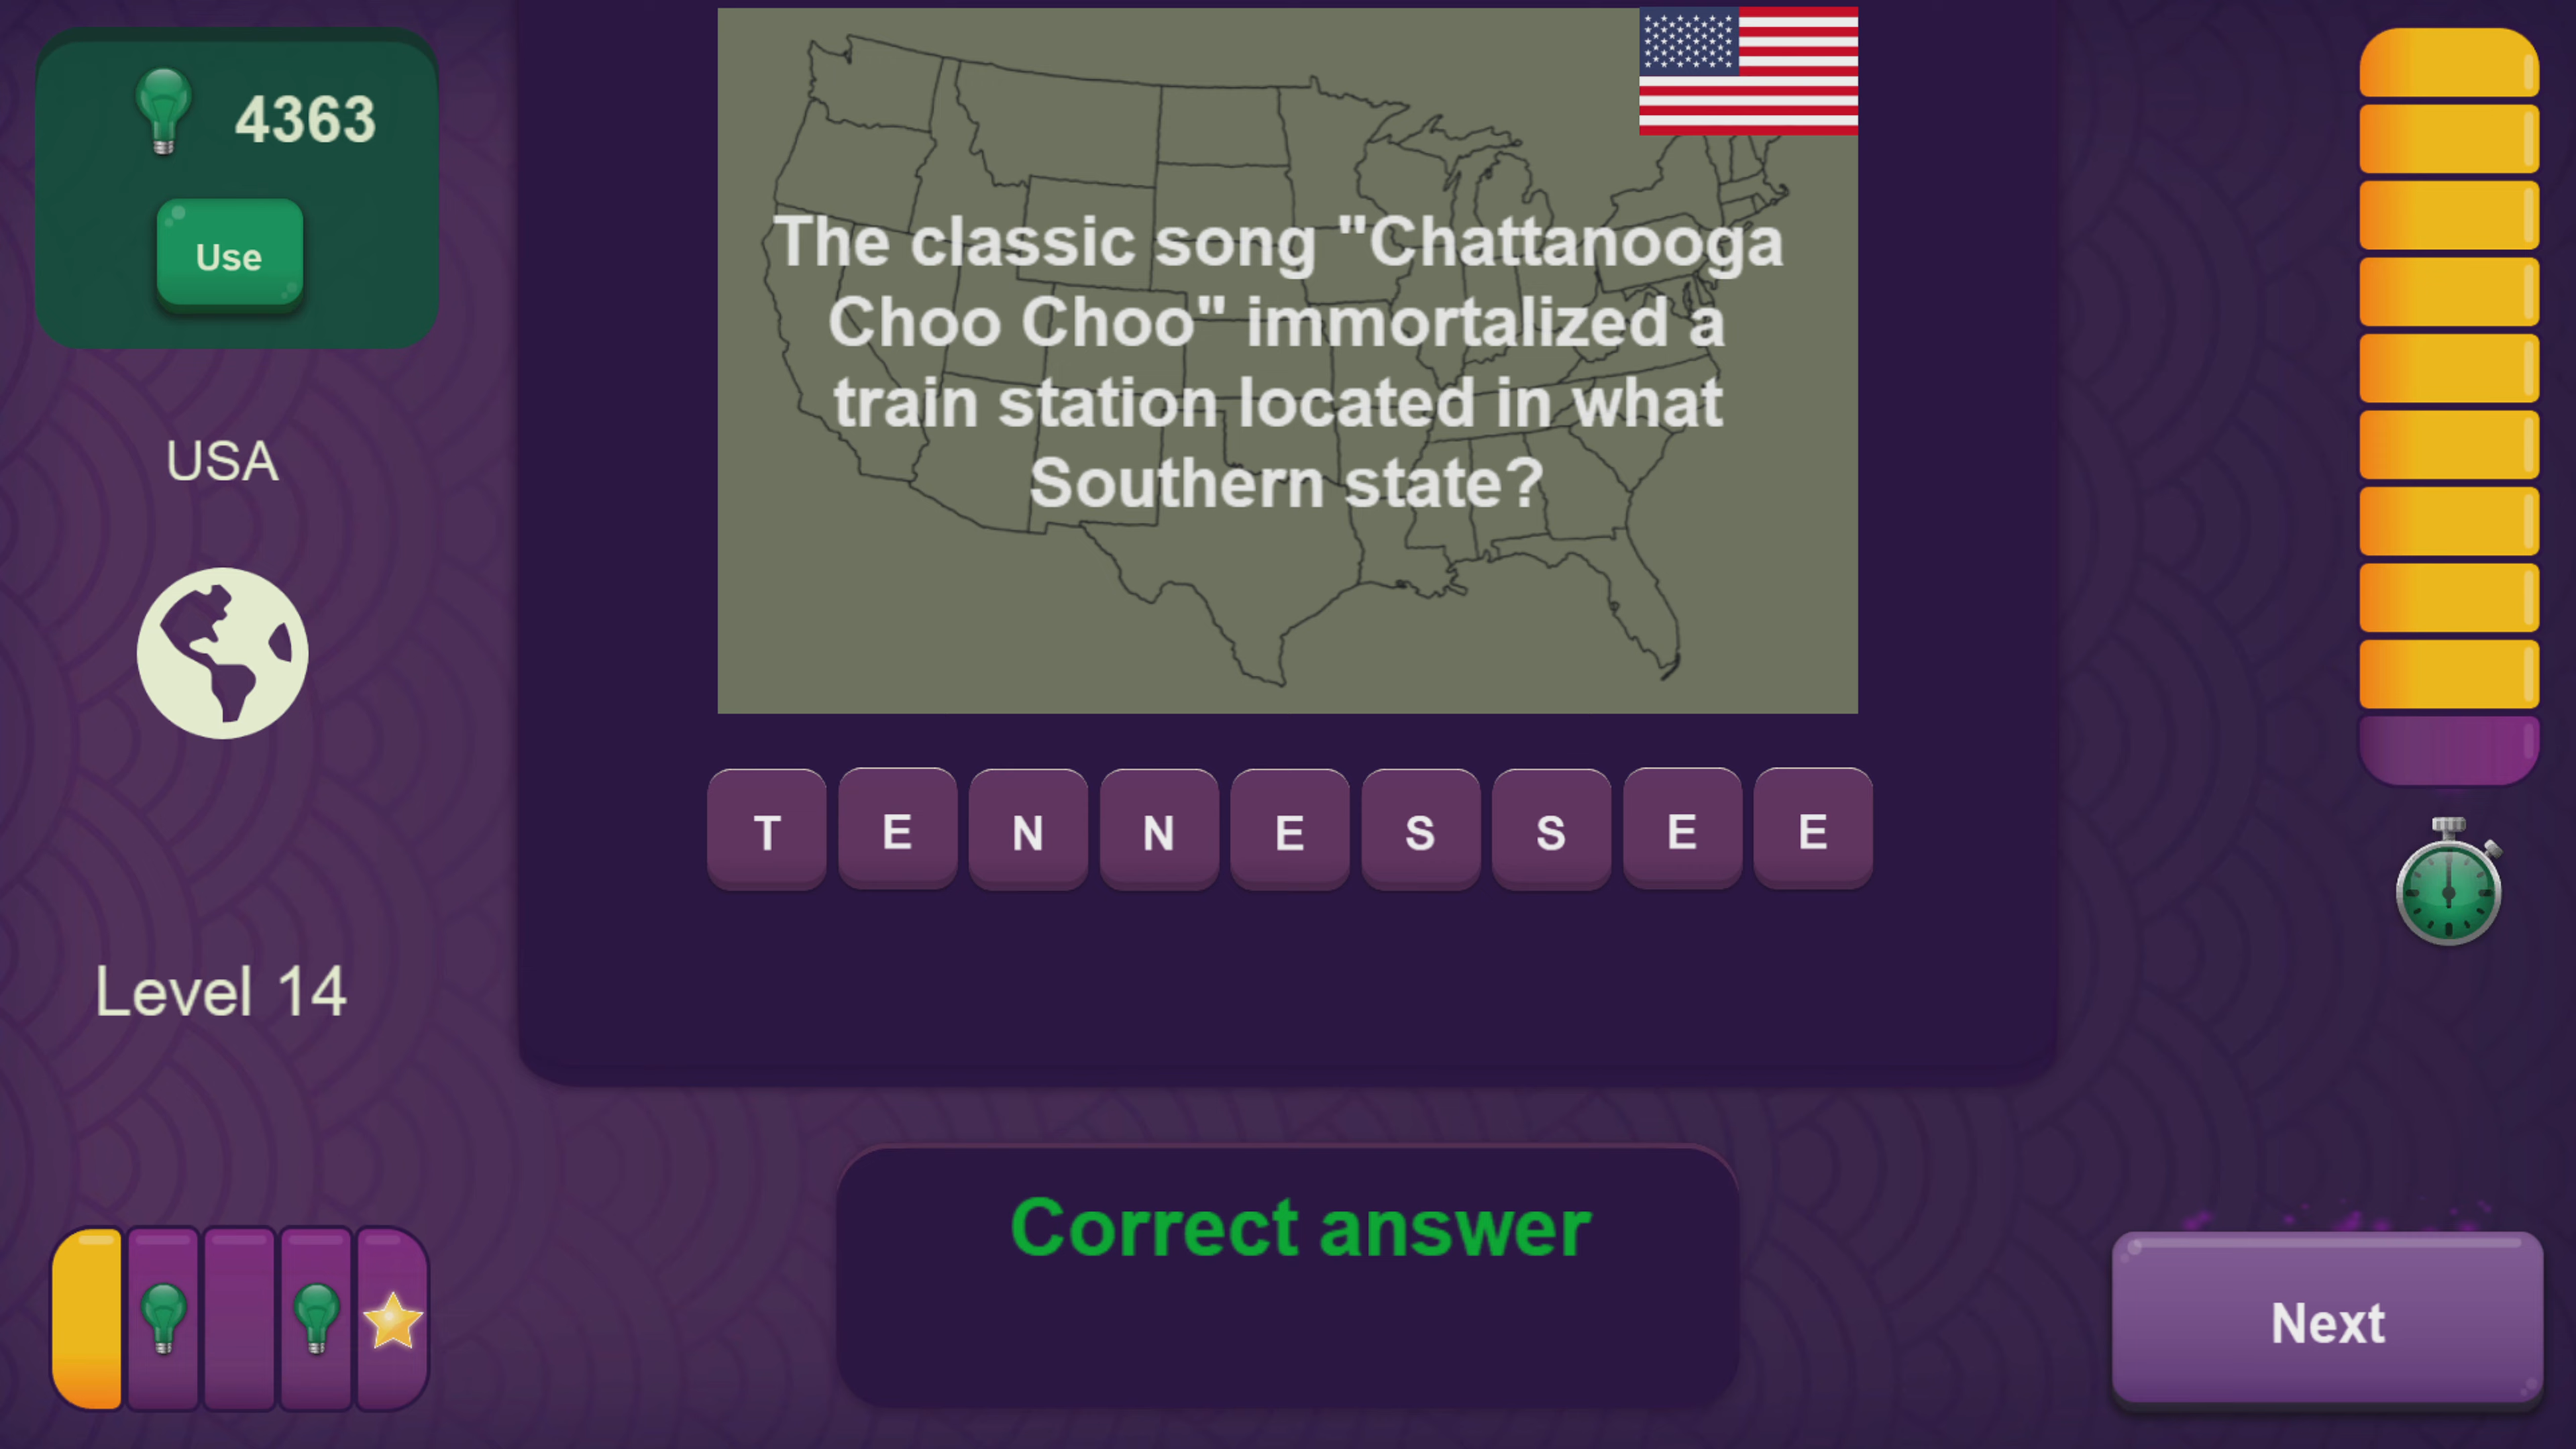 4363
Use
USA
Level 14
The classic song "Chattanooga
Choo Choo" immortalized a
train station located in what
Southern state?
T E N N E S S E E
Correct answer
Next